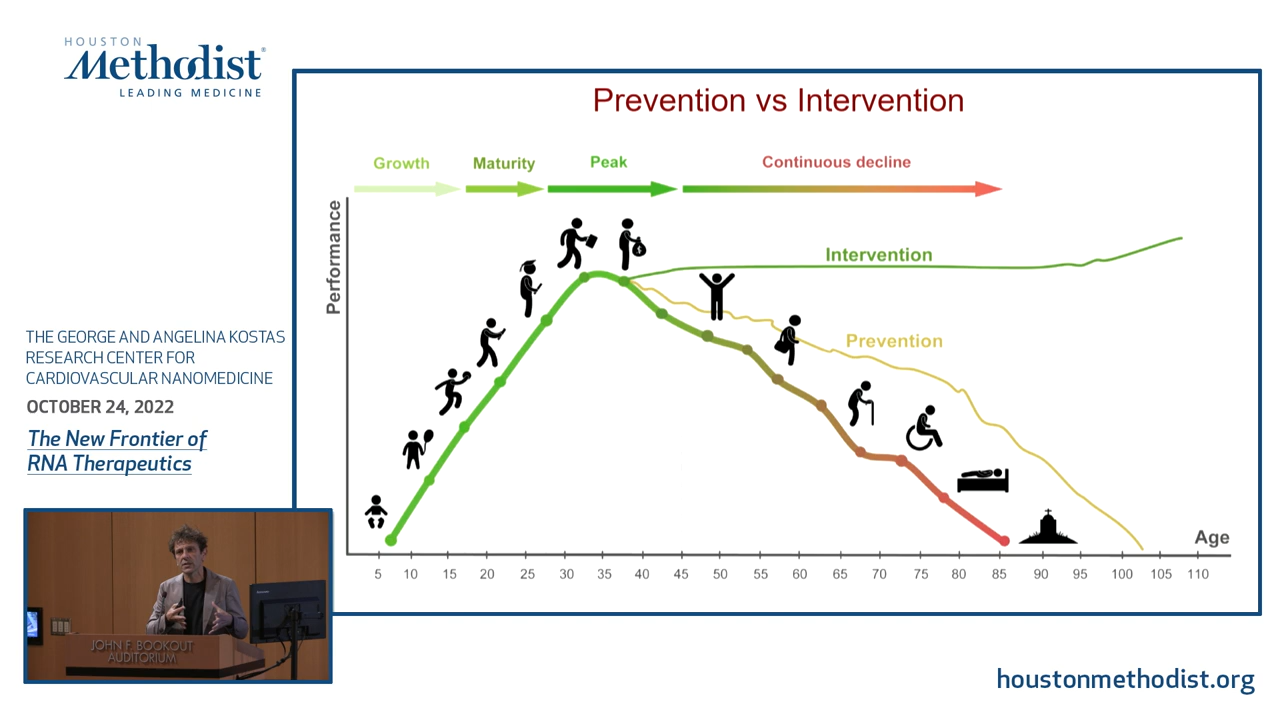 HOUSTON
Methodist®
LEADING MEDICINE
Prevention vs Intervention
Growth
Maturity
Peak
Continuous decline
Performance
Intervention
Prevention
Age
5 10 15 20 25 30 35 40 45 50 55 60 65 70 75 80 85 90 95 100 105 110
THE GEORGE AND ANGELINA KOSTAS
RESEARCH CENTER FOR
CARDIOVASCULAR NANOMEDICINE
OCTOBER 24, 2022
The New Frontier of
RNA Therapeutics
JOHN F. BOOKOUT
AUDITORIUM
houstonmethodist.org